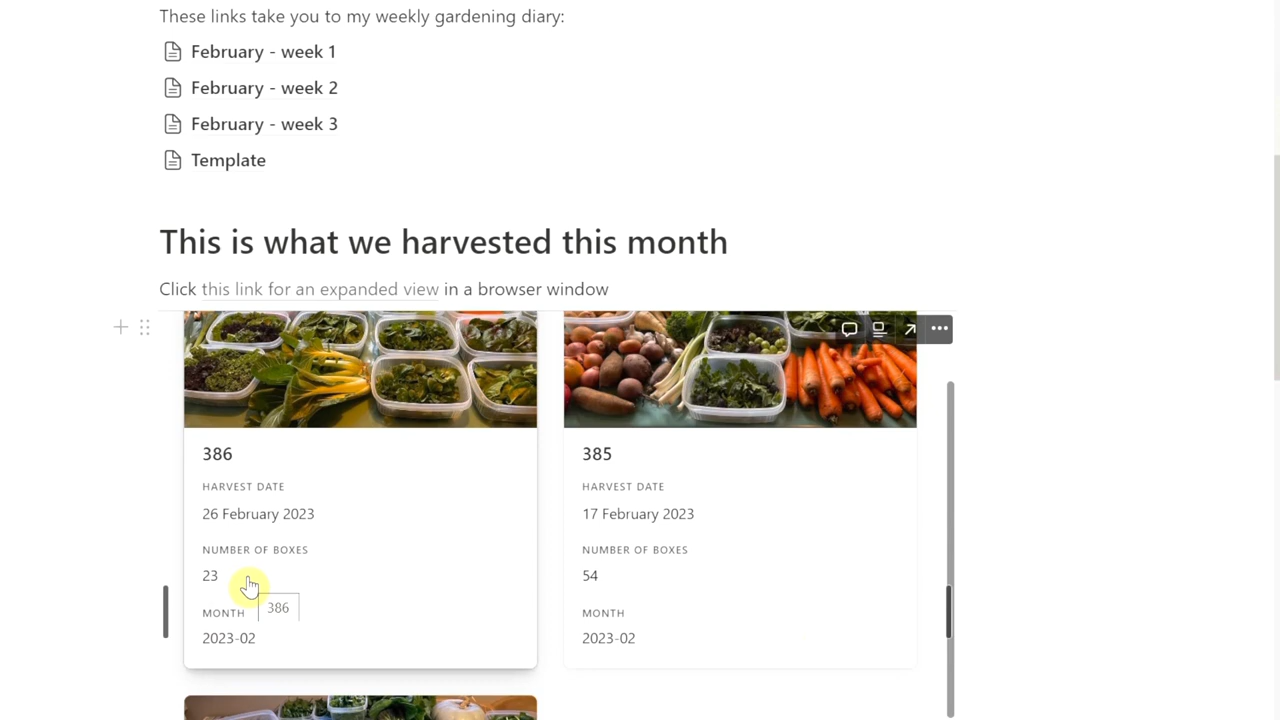 These links take you to my weekly gardening diary:
February - week 1
February - week 2
February - week 3
Template
This is what we harvested this month
Click this link for an expanded view in a browser window
386
HARVEST DATE
26 February 2023
NUMBER OF BOXES
23
386
MONTH
2023-02
385
HARVEST DATE
17 February 2023
NUMBER OF BOXES
54
MONTH
2023-02